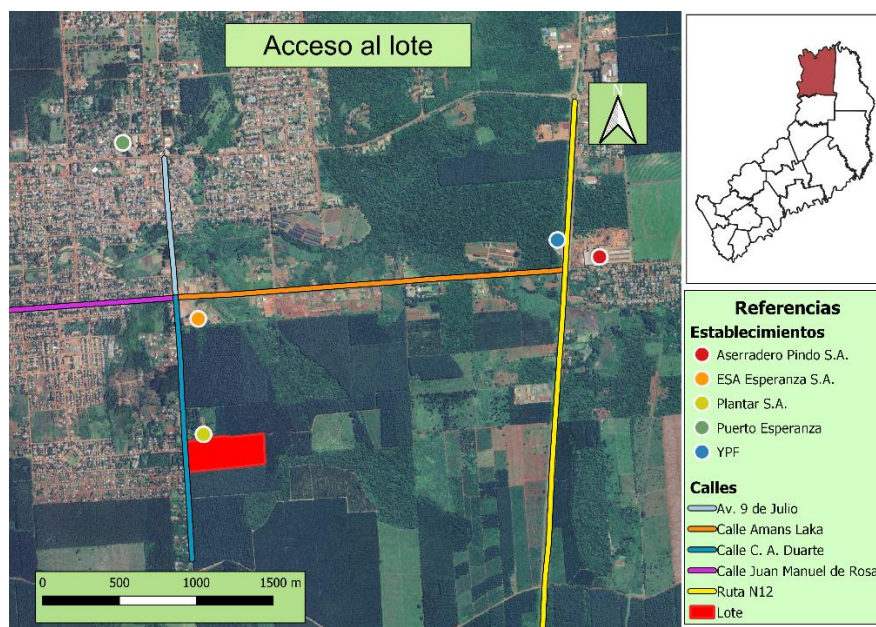 Acceso al lote
N
0 500 1000 1500 m
Referencias
Establecimientos
Aserradero Pindo S.A.
ESA Esperanza S.A.
Plantar S.A.
Puerto Esperanza
YPF
Calles
Av. 9 de Julio
Calle Amans Laka
Calle C. A. Duarte
Calle Juan Manuel de Rosa
Ruta N12
Lote